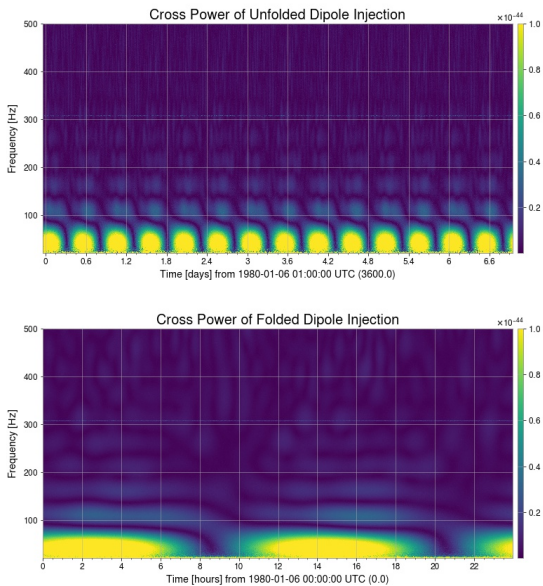 Cross Power of Unfolded Dipole Injection
×10⁻⁴⁴
500
400
300
200
100
Frequency [Hz]
0 0.6 1.2 1.8 2.4 3 3.6 4.2 4.8 5.4 6 6.6
Time [days] from 1980-01-06 01:00:00 UTC (3600.0)
1.0
0.8
0.6
0.4
0.2
Cross Power of Folded Dipole Injection
×10⁻⁴⁴
500
400
300
200
100
Frequency [Hz]
0 2 4 6 8 10 12 14 16 18 20 22
Time [hours] from 1980-01-06 00:00:00 UTC (0.0)
1.0
0.8
0.6
0.4
0.2